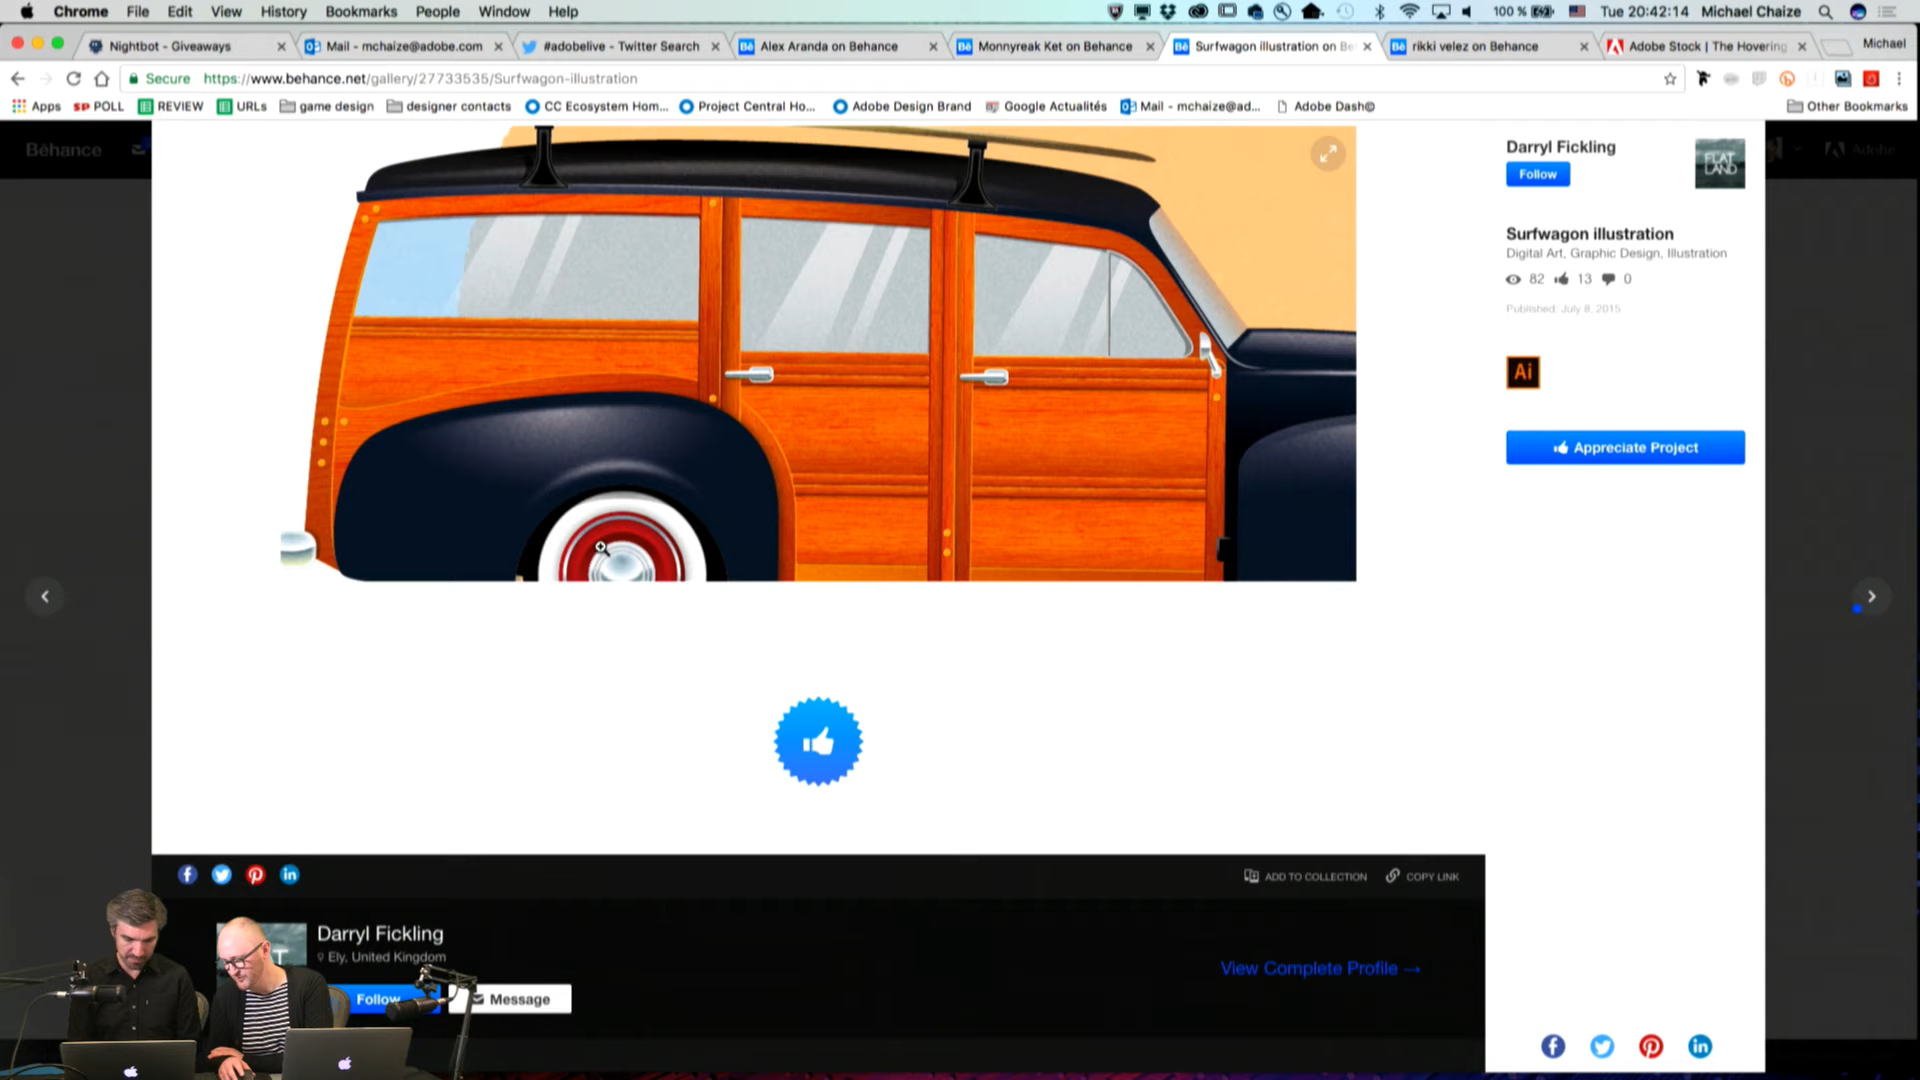 Chrome File Edit View History Bookmarks People Window Help 100 % Tue 20:42:14 Michael Chaize
Nightbot - Giveaways Mail - mchaize@adobe.com #adobelive - Twitter Search Alex Aranda on Behance Monnyreak Ket on Behance Surfwagon illustration on Be rikki velez on Behance Adobe Stock | The Hovering Michael
Secure https://www.behance.net/gallery/27733535/Surfwagon-illustration
Apps SP POLL REVIEW URLs game design designer contacts CC Ecosystem Hom... Project Central Ho... Adobe Design Brand Google Actualités Mail - mchaize@ad... Adobe Dash© Other Bookmarks
Bēhance Adobe
Darryl Fickling
Follow
FLAT
LAND
Surfwagon illustration
Digital Art, Graphic Design, Illustration
82 13 0
Published: July 8, 2015
Ai
Appreciate Project
ADD TO COLLECTION COPY LINK
Darryl Fickling
Ely, United Kingdom
View Complete Profile →
Follow Message